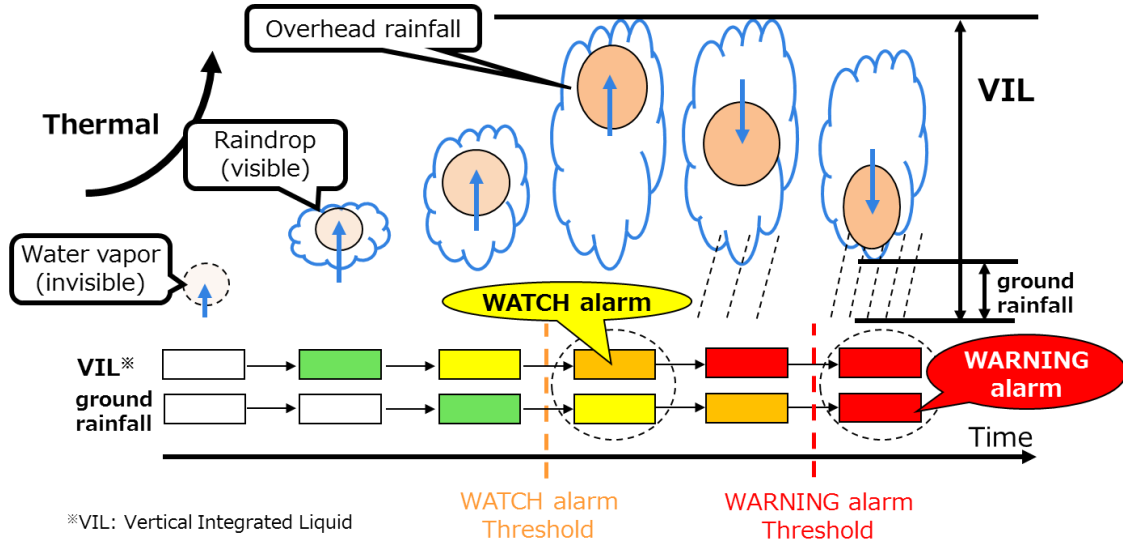 Overhead rainfall
VIL
Thermal
Raindrop
(visible)
Water vapor
(invisible)
ground
rainfall
WATCH alarm
VIL※
ground
rainfall
WARNING
alarm
Time
WATCH alarm
Threshold
WARNING alarm
Threshold
※VIL: Vertical Integrated Liquid